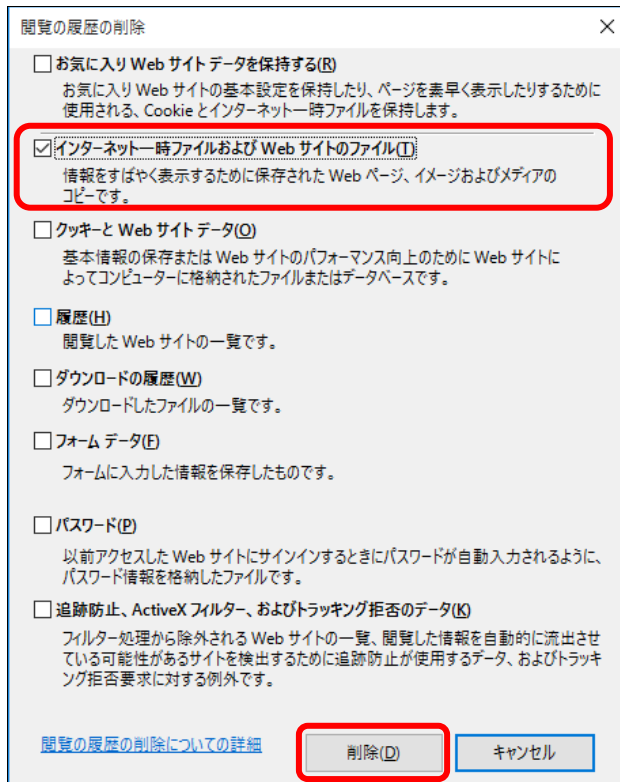 閲覧の履歴の削除
お気に入り Web サイト データを保持する(R)
お気に入り Web サイトの基本設定を保持したり、ページを素早く表示したりするために
使用される、Cookie とインターネット一時ファイルを保持します。
インターネット一時ファイルおよび Web サイトのファイル(T)
情報をすばやく表示するために保存された Web ページ、イメージおよびメディアの
コピーです。
クッキーと Web サイト データ(O)
基本情報の保存または Web サイトのパフォーマンス向上のために Web サイトに
よってコンピューターに格納されたファイルまたはデータベースです。
履歴(H)
閲覧した Web サイトの一覧です。
ダウンロードの履歴(W)
ダウンロードしたファイルの一覧です。
フォーム データ(F)
フォームに入力した情報を保存したものです。
パスワード(P)
以前アクセスした Web サイトにサインインするときにパスワードが自動入力されるように、
パスワード情報を格納したファイルです。
追跡防止、ActiveX フィルター、およびトラッキング拒否のデータ(K)
フィルター処理から除外される Web サイトの一覧、閲覧した情報を自動的に流出させ
ている可能性があるサイトを検出するために追跡防止が使用するデータ、およびトラッキ
ング拒否要求に対する例外です。
閲覧の履歴の削除についての詳細
削除(D)
キャンセル